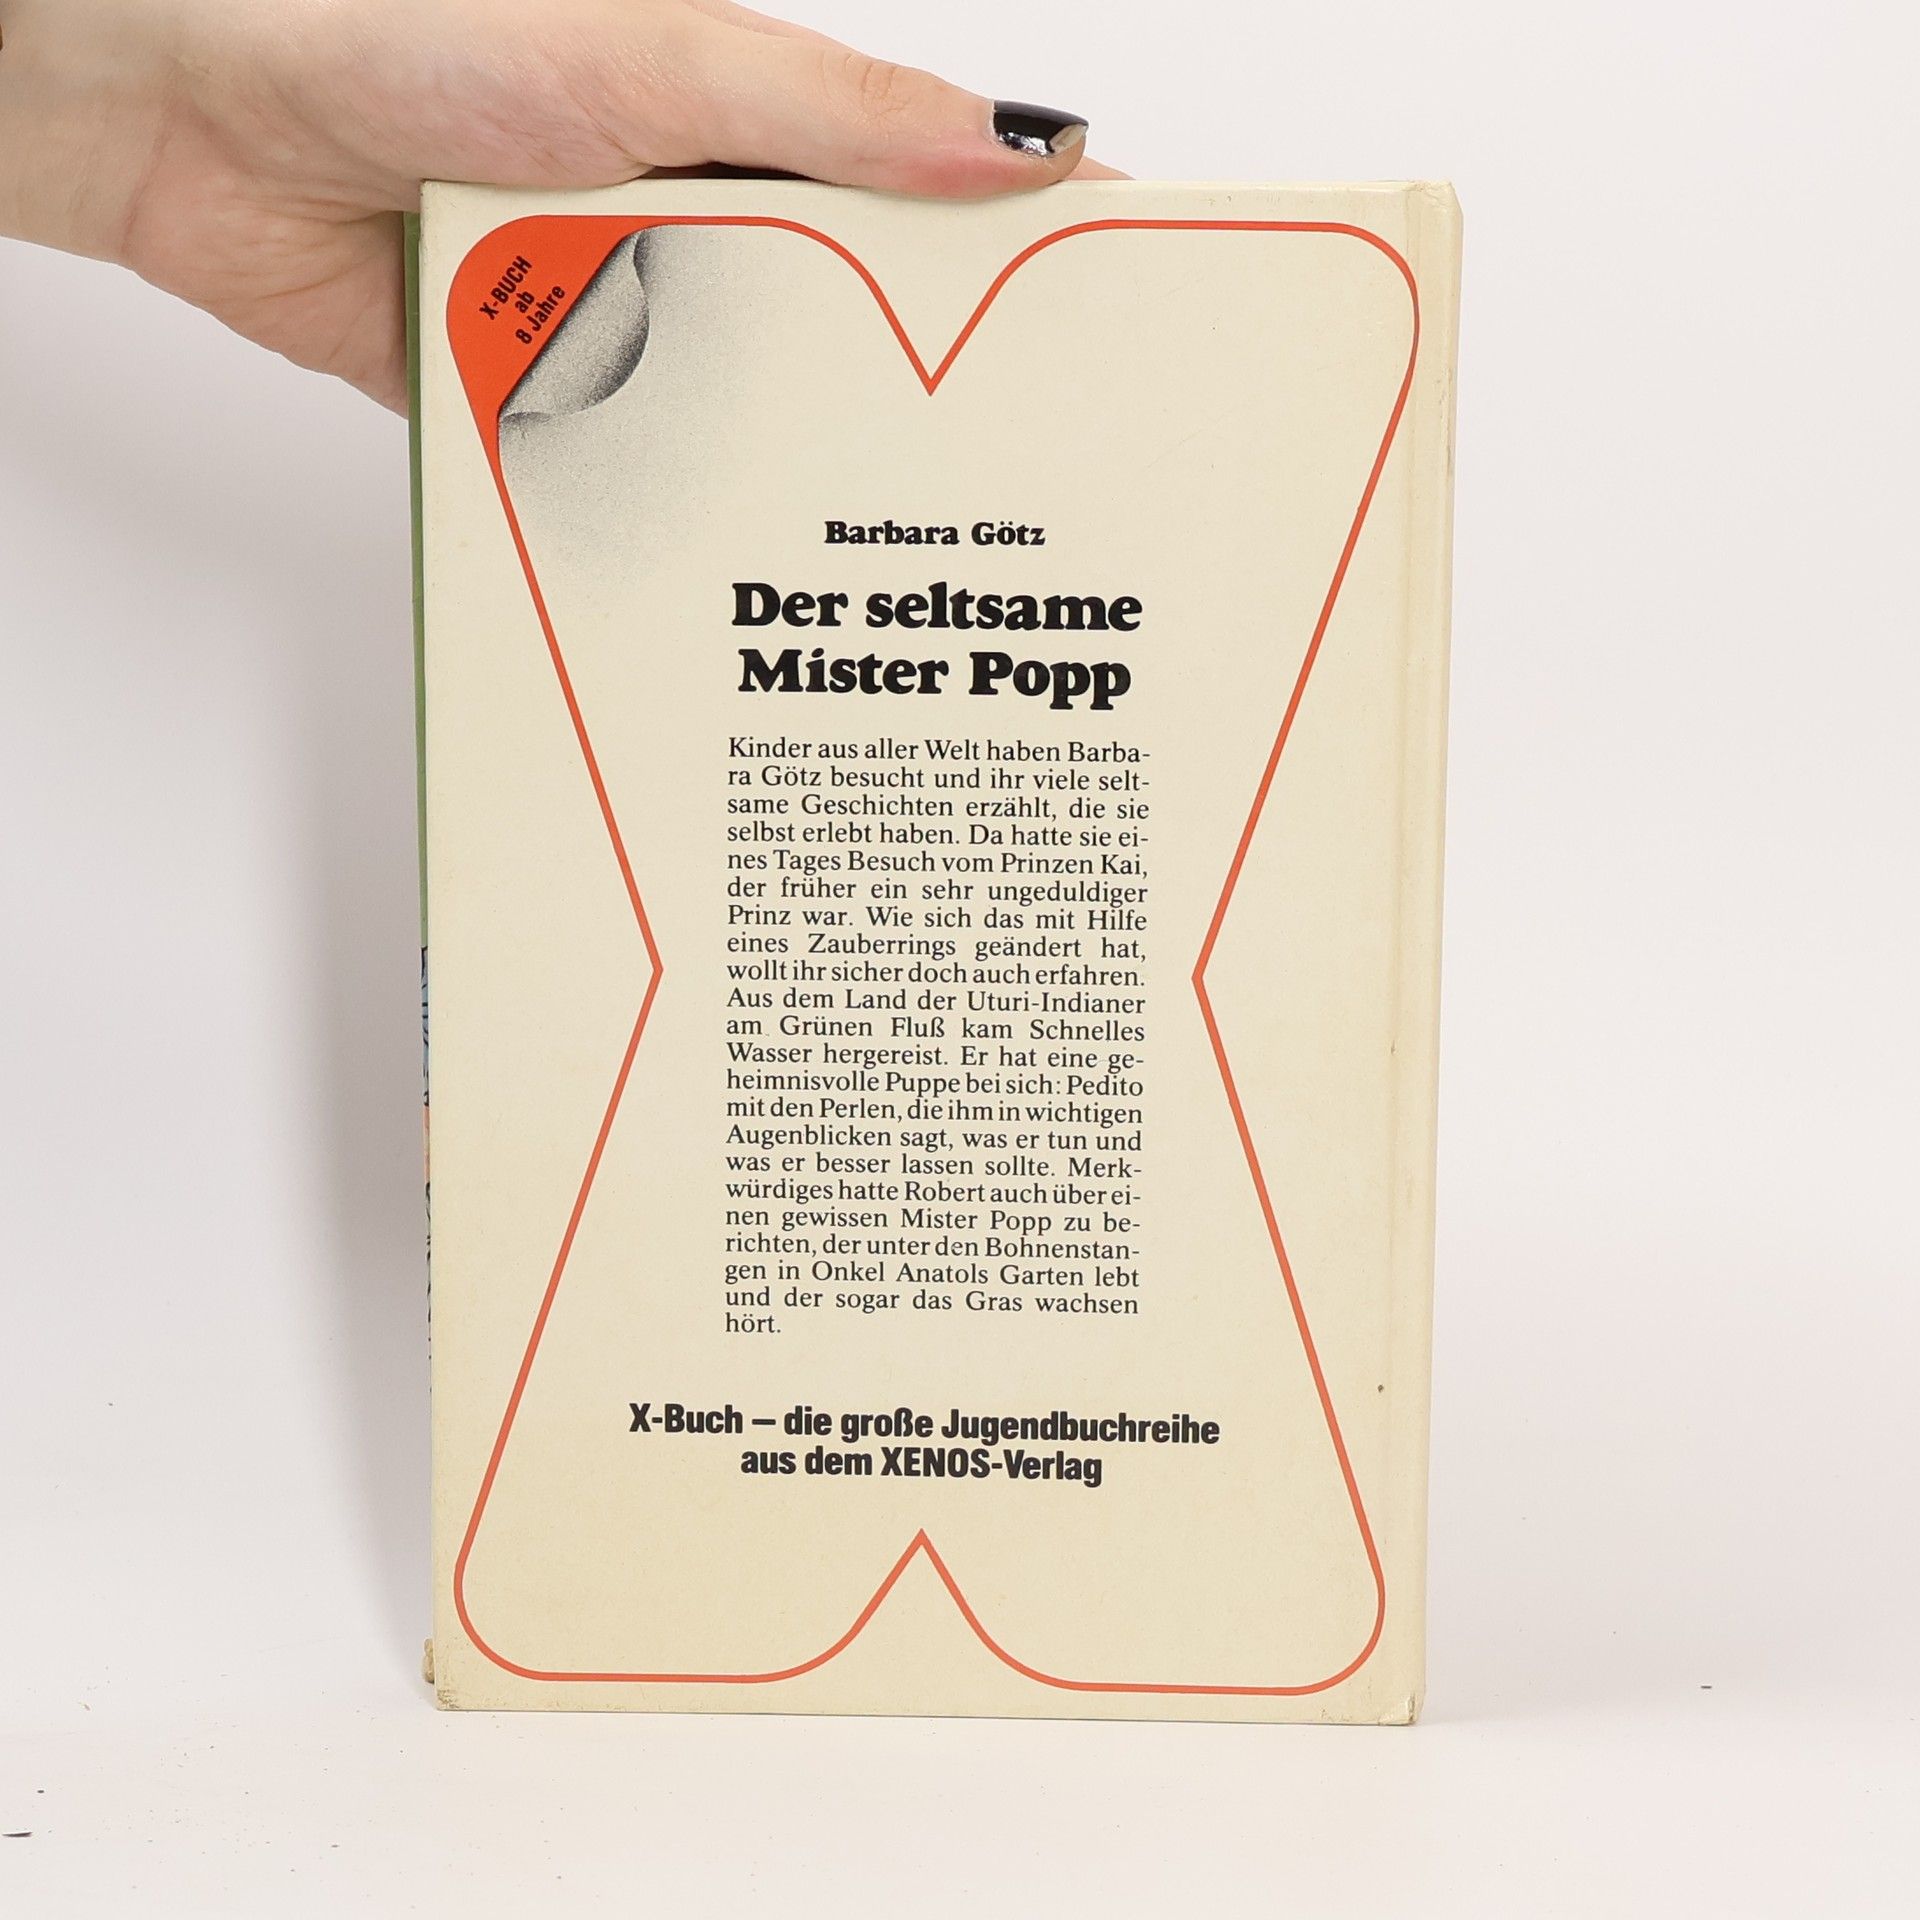 X-BUCH
ab
8 Jahre
Barbara Götz
Der seltsame
Mister Popp
Kinder aus aller Welt haben Barba-
ra Götz besucht und ihr viele selt-
same Geschichten erzählt, die sie
selbst erlebt haben. Da hatte sie ei-
nes Tages Besuch vom Prinzen Kai,
der früher ein sehr ungeduldiger
Prinz war. Wie sich das mit Hilfe
eines Zauberrings geändert hat,
wollt ihr sicher doch auch erfahren.
Aus dem Land der Uturi-Indianer
am Grünen Fluß kam Schnelles
Wasser hergereist. Er hat eine ge-
heimnisvolle Puppe bei sich: Pedito
mit den Perlen, die ihm in wichtigen
Augenblicken sagt, was er tun und
was er besser lassen sollte. Merk-
würdiges hatte Robert auch über ei-
nen gewissen Mister Popp zu be-
richten, der unter den Bohnenstan-
gen in Onkel Anatols Garten lebt
und der sogar das Gras wachsen
hört.
X-Buch – die große Jugendbuchreihe
aus dem XENOS-Verlag